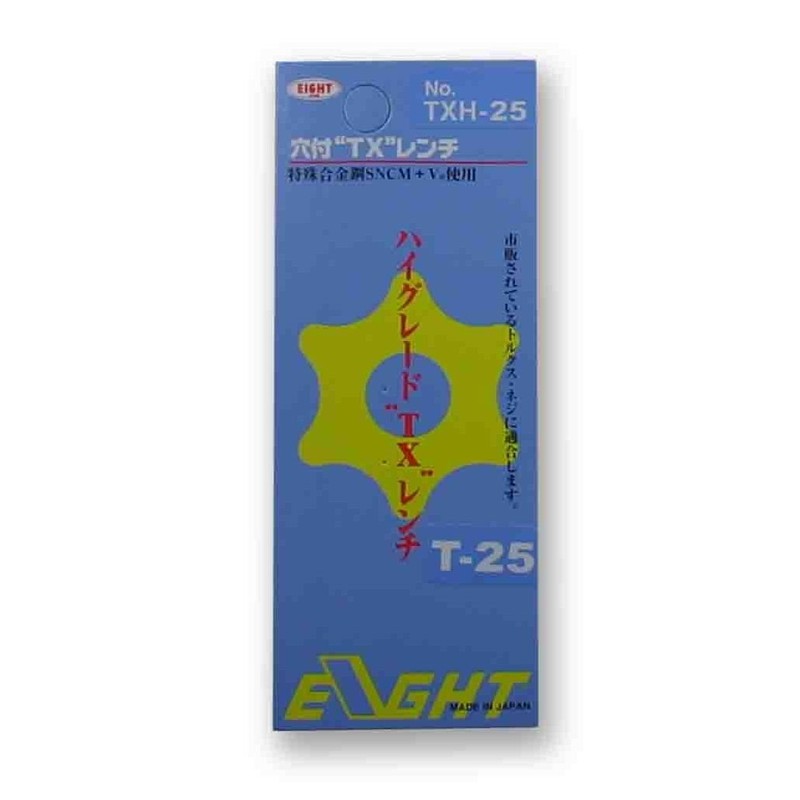 EIGHT
No.
TXH-25
穴付“TX”レンチ
特殊合金鋼SNCM+V。使用
ハイグレード“TX”レンチ
市販されているトルクス・ネジに適合します。
T-25
EIGHT
MADE IN JAPAN